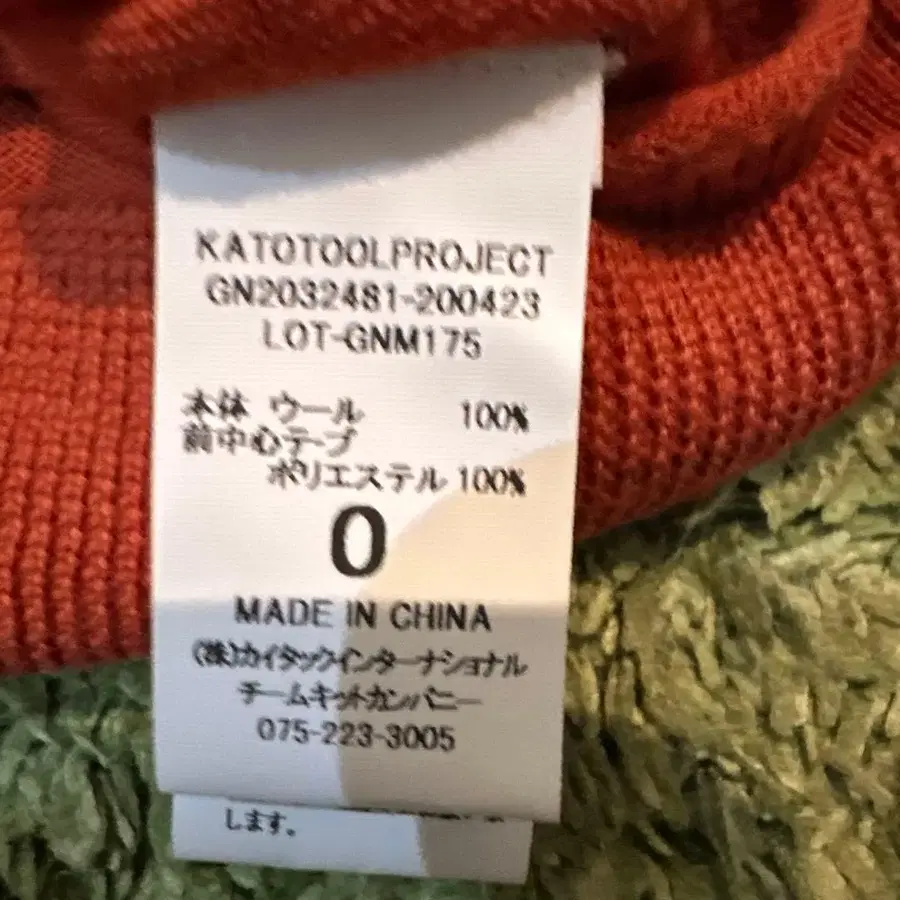 KATOTOOLPROJECT
GN2032481-200423
LOT-GNM175
本体 ウール 100%
前中心テープ
ポリエステル 100%
0
MADE IN CHINA
(株)カイタックインターナショナル
チームキットカンパニー
075-223-3005
します。